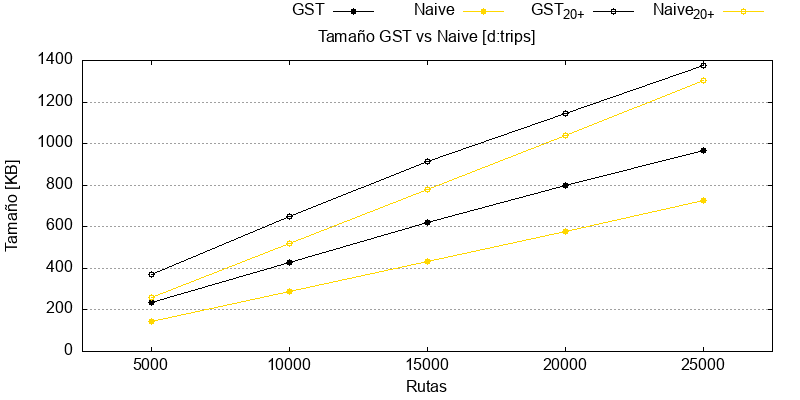 GST Naive GST20+ Naive20+
Tamaño GST vs Naive [d:trips]
1400
1200
1000
800
600
400
200
0
Tamaño [KB]
5000 10000 15000 20000 25000
Rutas